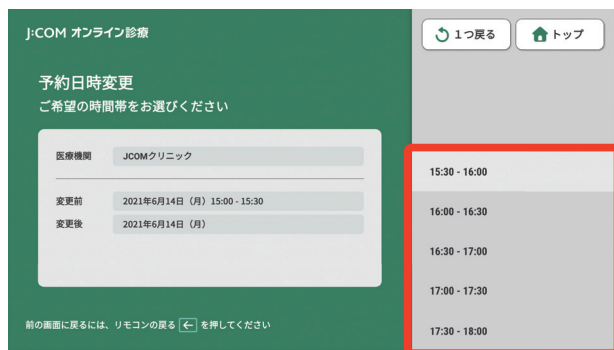 J:COM オンライン診療
1つ戻る
トップ
予約日時変更
ご希望の時間帯をお選びください
医療機関 JCOMクリニック
変更前 2021年6月14日（月）15:00 - 15:30
変更後 2021年6月14日（月）
前の画面に戻るには、リモコンの戻る ← を押してください
15:30 - 16:00
16:00 - 16:30
16:30 - 17:00
17:00 - 17:30
17:30 - 18:00